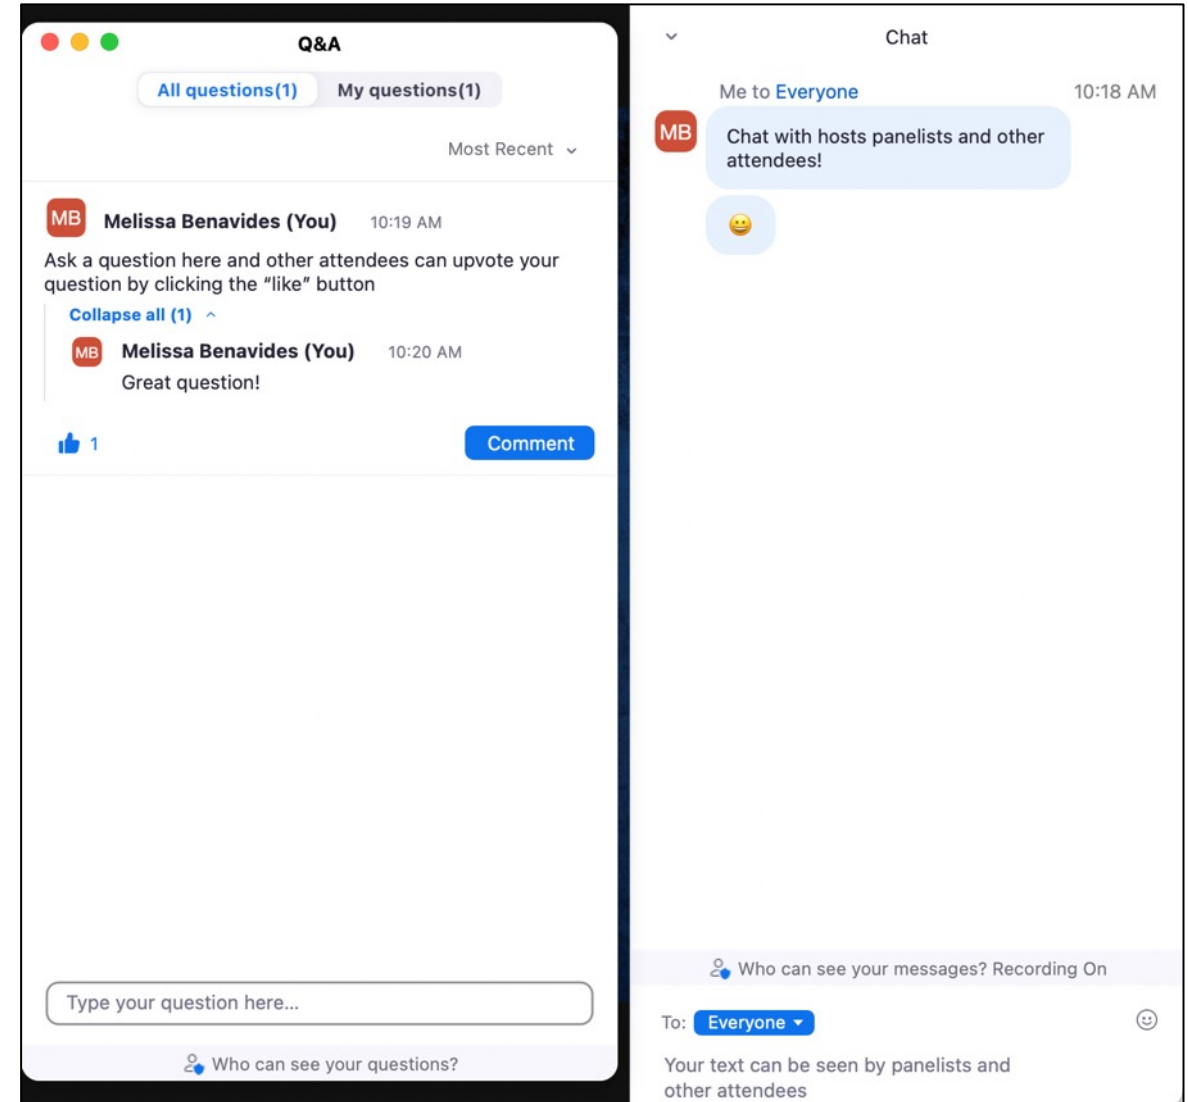 Q&A
All questions(1) My questions(1)
Most Recent
MB Melissa Benavides (You) 10:19 AM
Ask a question here and other attendees can upvote your
question by clicking the “like” button
Collapse all (1)
MB Melissa Benavides (You) 10:20 AM
Great question!
1 Comment
Type your question here...
Who can see your questions?
Chat
Me to Everyone 10:18 AM
MB Chat with hosts panelists and other
attendees!
Who can see your messages? Recording On
To: Everyone
Your text can be seen by panelists and
other attendees